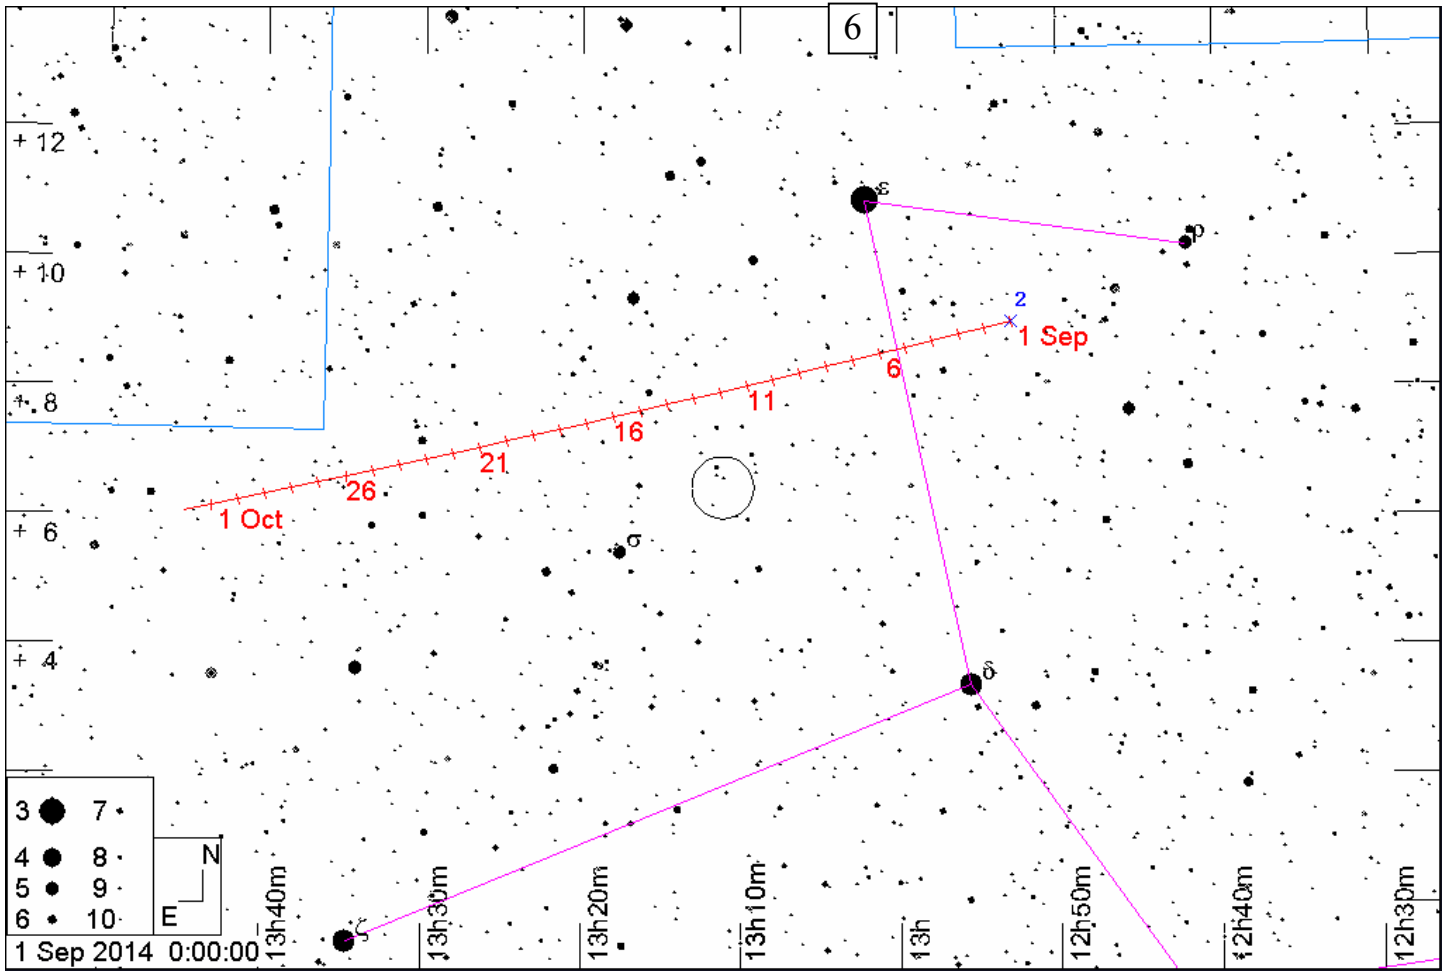 6
+ 12
ε
ρ
+ 10
2
1 Sep
6
+ 8
11
16
21
26
1 Oct
+ 6
σ
+ 4
δ
3 7
4 8
5 9
6 10
N
E
ζ
13h40m
13h30m
13h20m
13h10m
13h
12h50m
12h40m
12h30m
1 Sep 2014 0:00:00